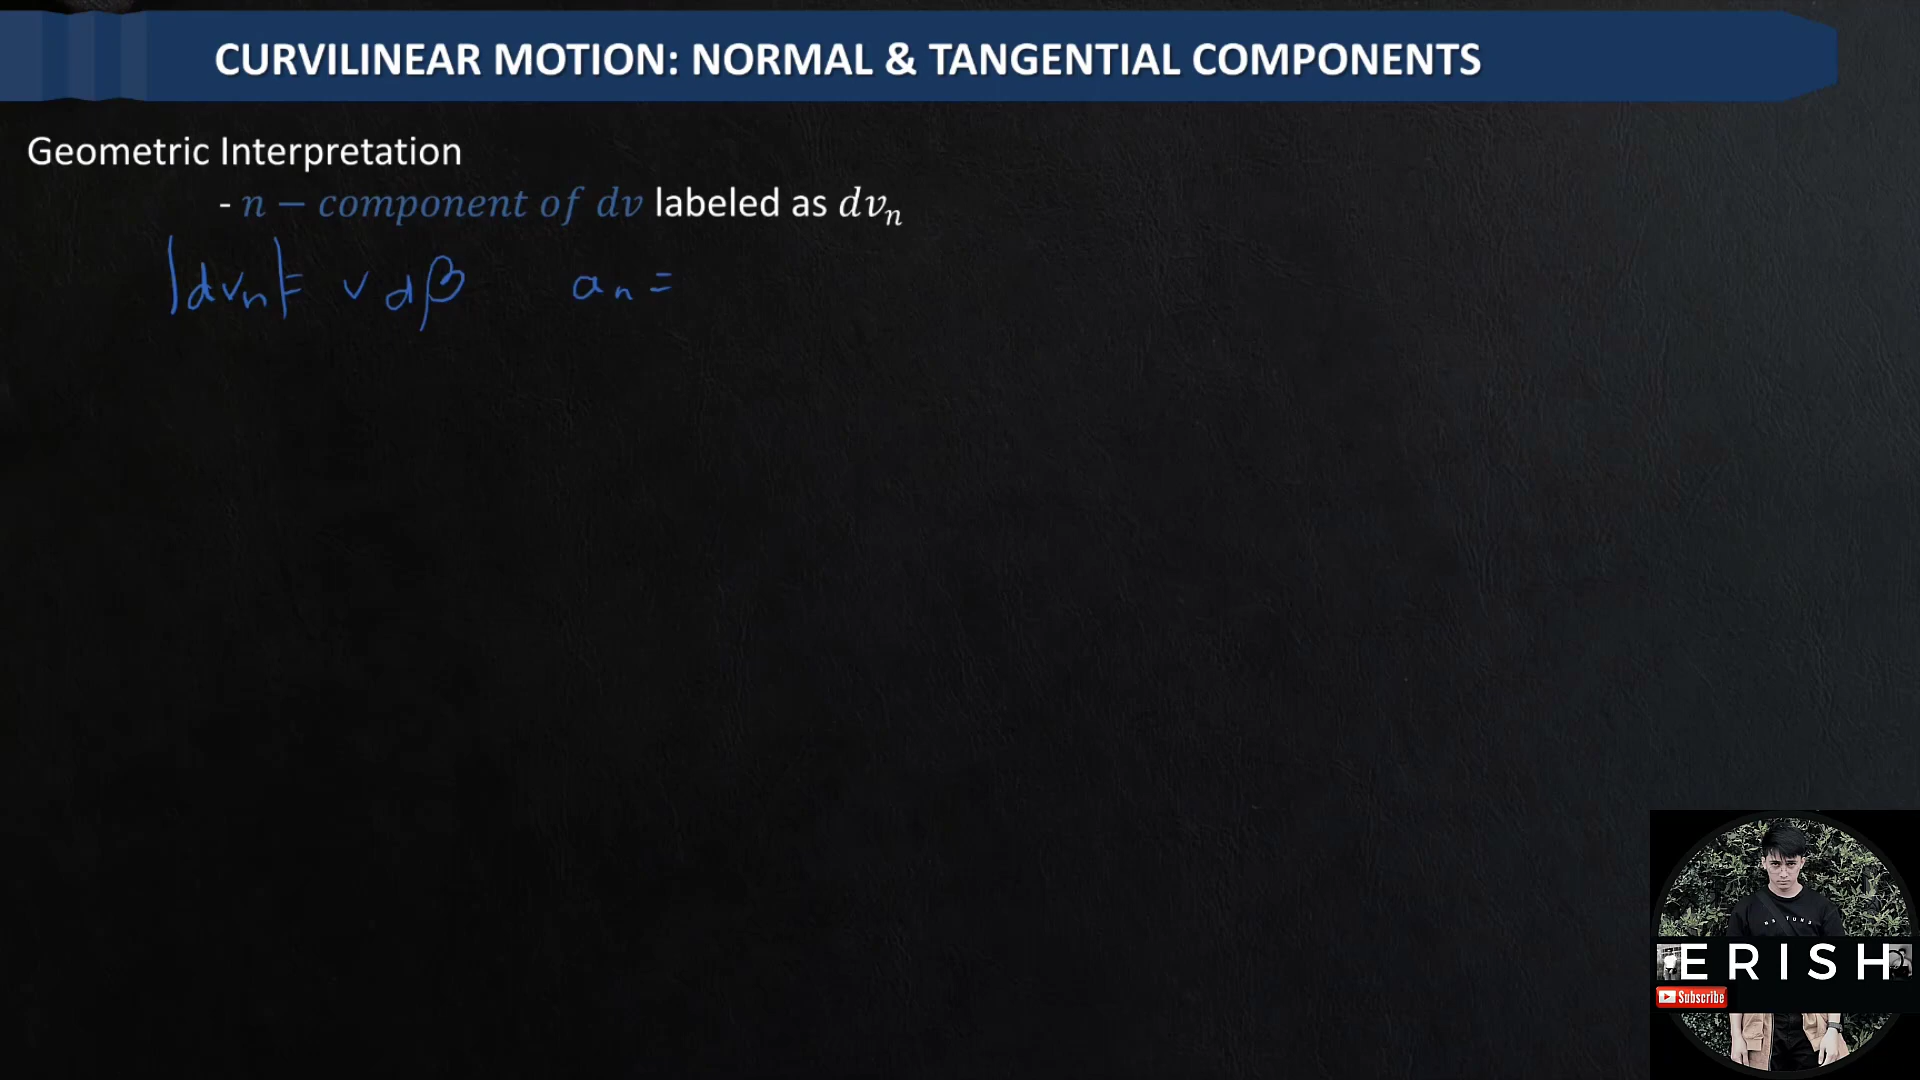 CURVILINEAR MOTION: NORMAL & TANGENTIAL COMPONENTS
Geometric Interpretation
- n − component of dv labeled as dvₙ
|dvₙ| = v dβ aₙ =
ERISH
Subscribe